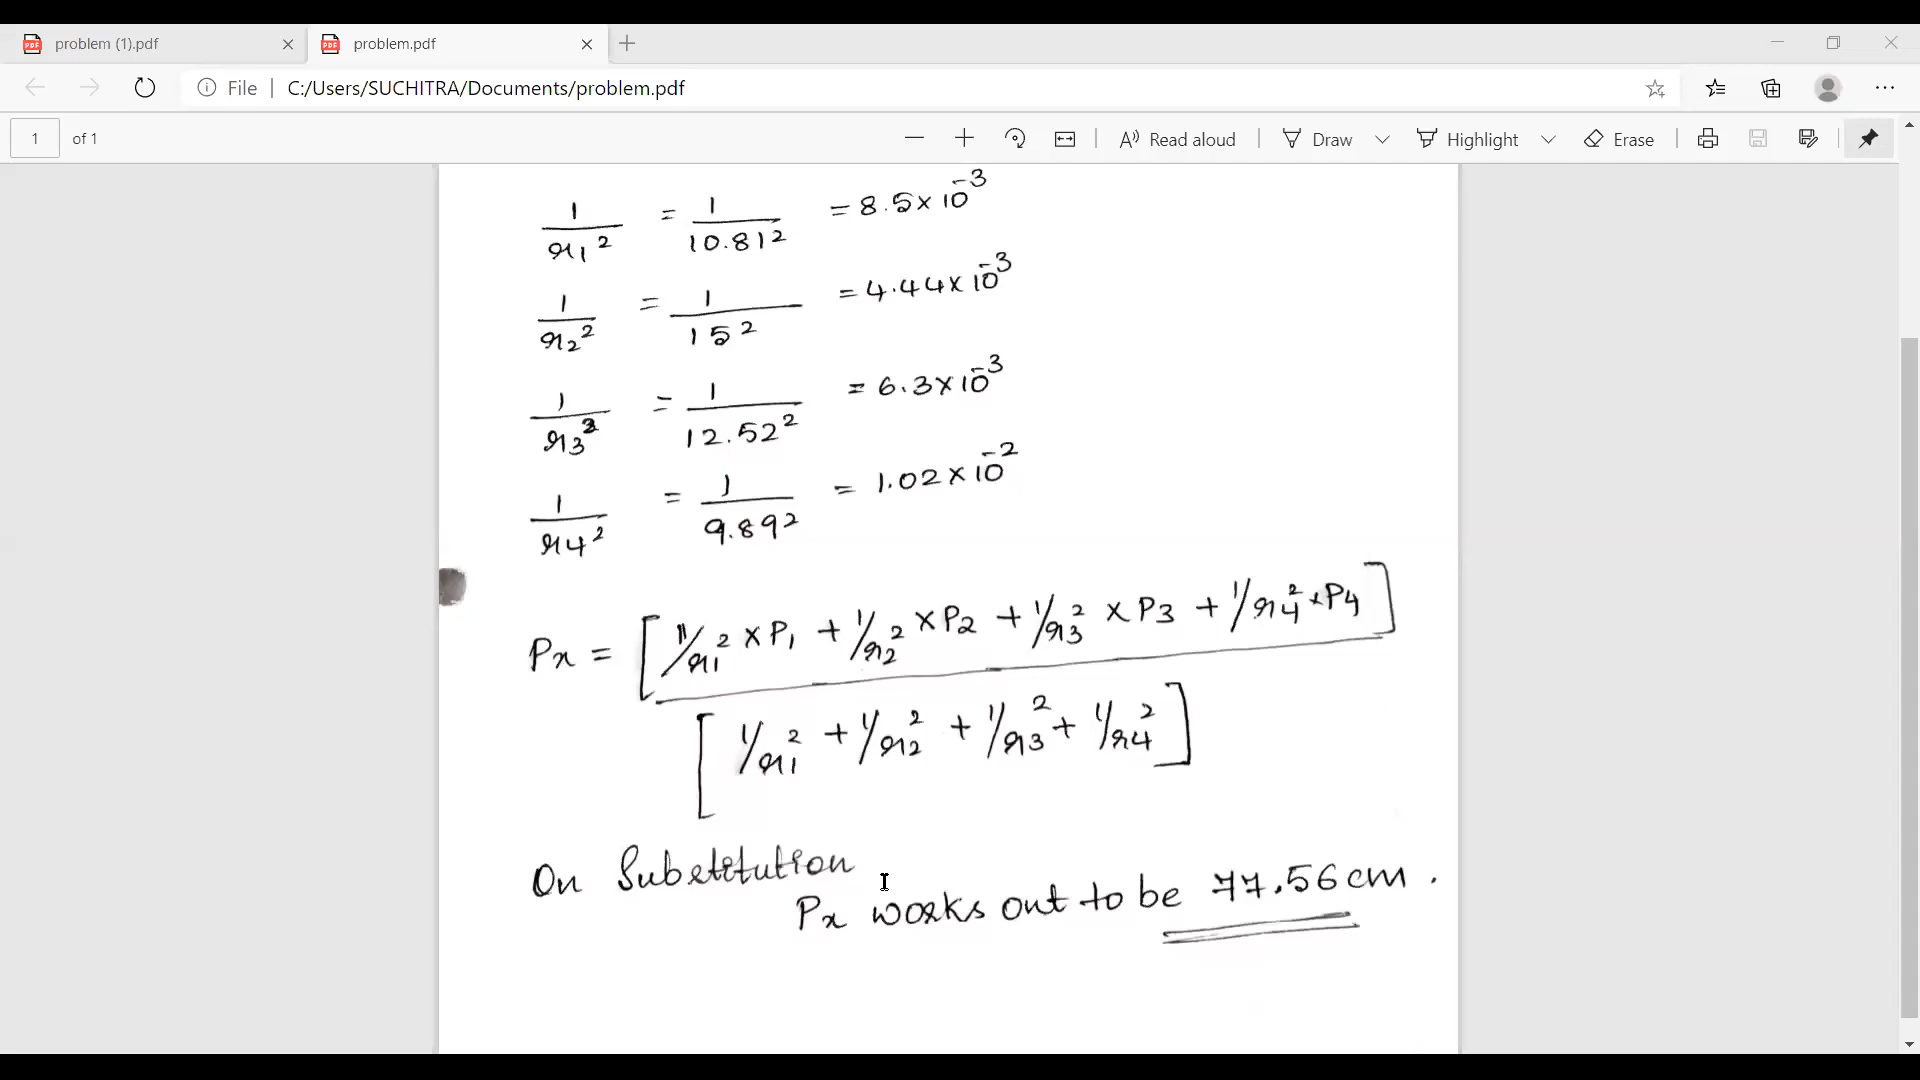 problem (1).pdf
problem.pdf
File | C:/Users/SUCHITRA/Documents/problem.pdf
1 of 1 Read aloud Draw Highlight Erase
1/r1² = 1/10.81² = 8.5 × 10⁻³
1/r2² = 1/15² = 4.44 × 10⁻³
1/r3² = 1/12.52² = 6.3 × 10⁻³
1/r4² = 1/9.89² = 1.02 × 10⁻²
Px = [1/r1² × P1 + 1/r2² × P2 + 1/r3² × P3 + 1/r4² × P4]
[1/r1² + 1/r2² + 1/r3² + 1/r4²]
On Substitution
Px works out to be 77.56 cm.